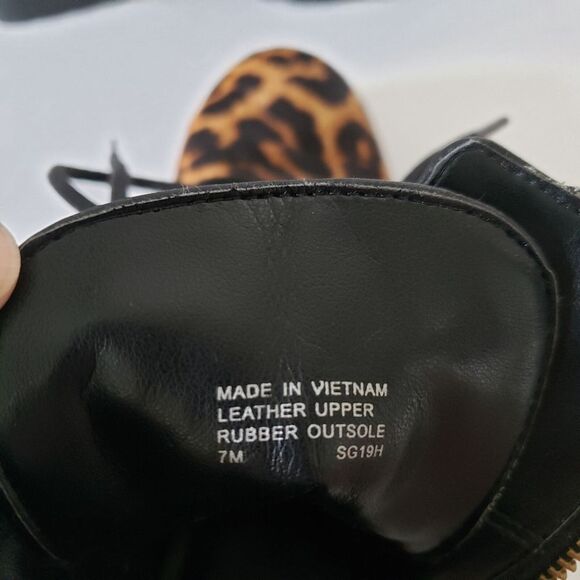 MADE IN VIETNAM
LEATHER UPPER
RUBBER OUTSOLE
7M SG19H